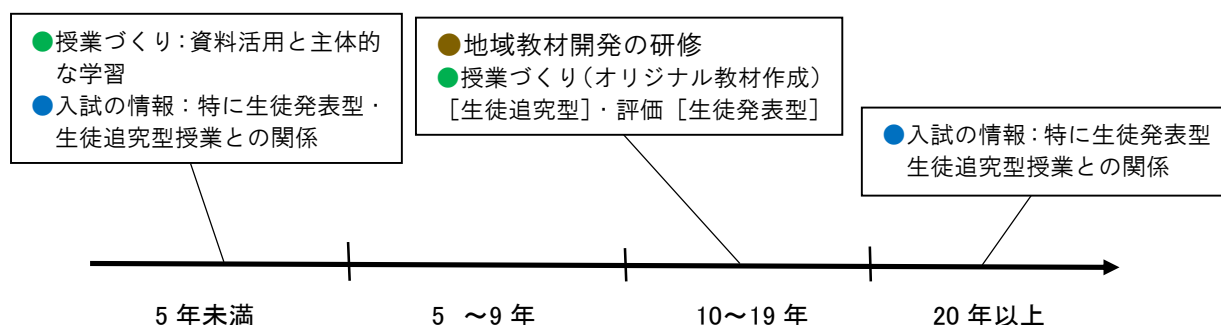 ●授業づくり：資料活用と主体的
な学習
●入試の情報：特に生徒発表型・
生徒追究型授業との関係
●地域教材開発の研修
●授業づくり（オリジナル教材作成）
［生徒追究型］・評価［生徒発表型］
●入試の情報：特に生徒発表型
生徒追究型授業との関係
5 年未満
5 ～9 年
10～19 年
20 年以上